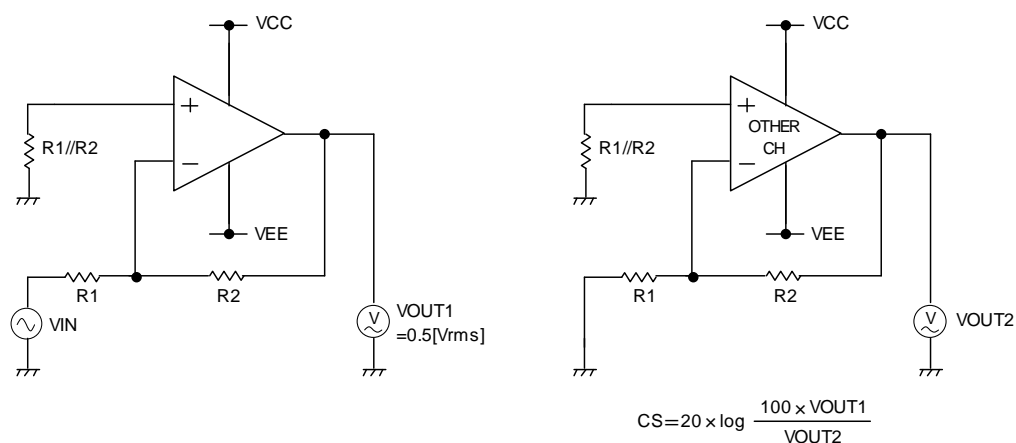 VCC
+
R1//R2
−
VEE
R1
R2
VIN
V
VOUT1
=0.5[Vrms]
VCC
+
OTHER
CH
R1//R2
−
VEE
R1
R2
V
VOUT2
CS=20×log 100×VOUT1
VOUT2